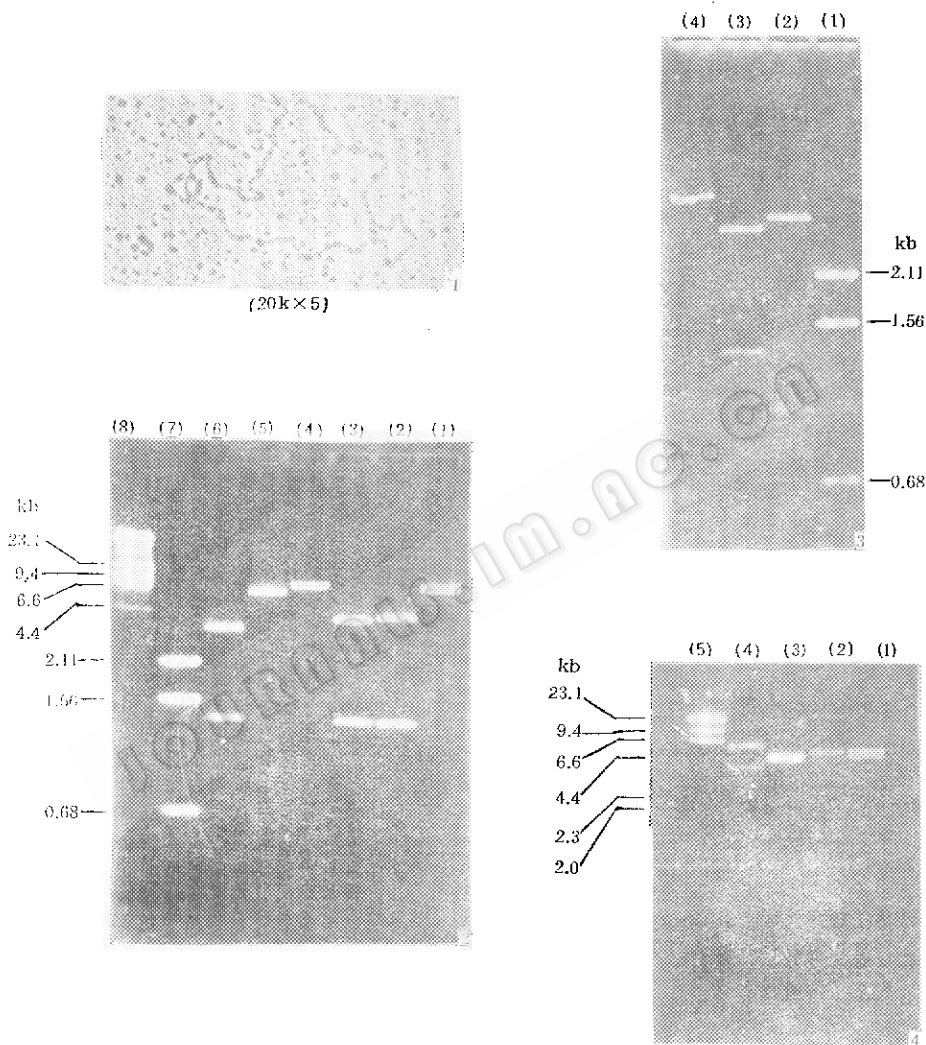 (4) (3) (2) (1)
kb
2.11
1.56
0.68
3
1
(20k×5)
(8) (7) (6) (5) (4) (3) (2) (1)
kb
23.1
9.4
6.6
4.4
2.11
1.56
0.68
(5) (4) (3) (2) (1)
kb
23.1
9.4
6.6
4.4
2.3
2.0
4